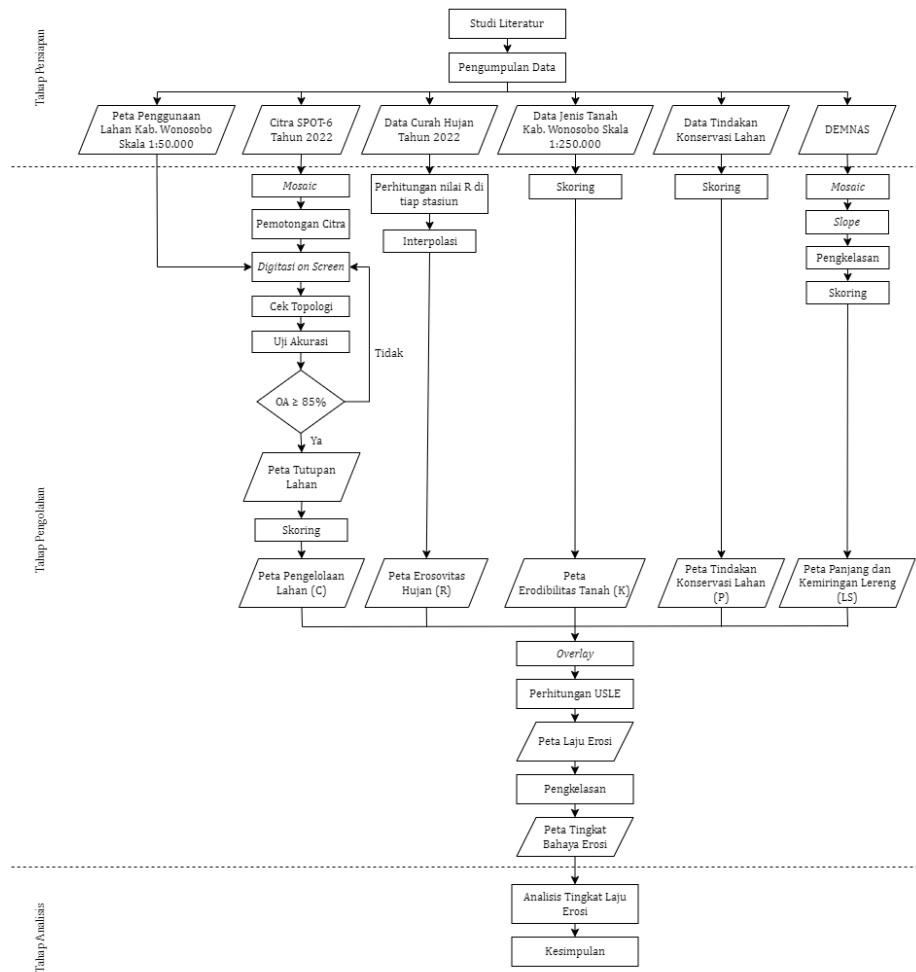 Tahap Persiapan
Studi Literatur
Pengumpulan Data
Peta Penggunaan
Lahan Kab. Wonosobo
Skala 1:50.000
Citra SPOT-6
Tahun 2022
Data Curah Hujan
Tahun 2022
Data Jenis Tanah
Kab. Wonosobo Skala
1:250.000
Data Tindakan
Konservasi Lahan
DEMNAS
Tahap Pengolahan
Mosaic
Pemotongan Citra
Digitasi on Screen
Cek Topologi
Uji Akurasi
Tidak
OA ≥ 85%
Ya
Peta Tutupan
Lahan
Skoring
Peta Pengelolaan
Lahan (C)
Perhitungan nilai R di
tiap stasiun
Interpolasi
Peta Erosovitas
Hujan (R)
Skoring
Peta
Erodibilitas Tanah (K)
Skoring
Peta Tindakan
Konservasi Lahan
(P)
Mosaic
Slope
Pengkelasan
Skoring
Peta Panjang dan
Kemiringan Lereng
(LS)
Overlay
Perhitungan USLE
Peta Laju Erosi
Pengkelasan
Peta Tingkat
Bahaya Erosi
Tahap Analisis
Analisis Tingkat Laju
Erosi
Kesimpulan